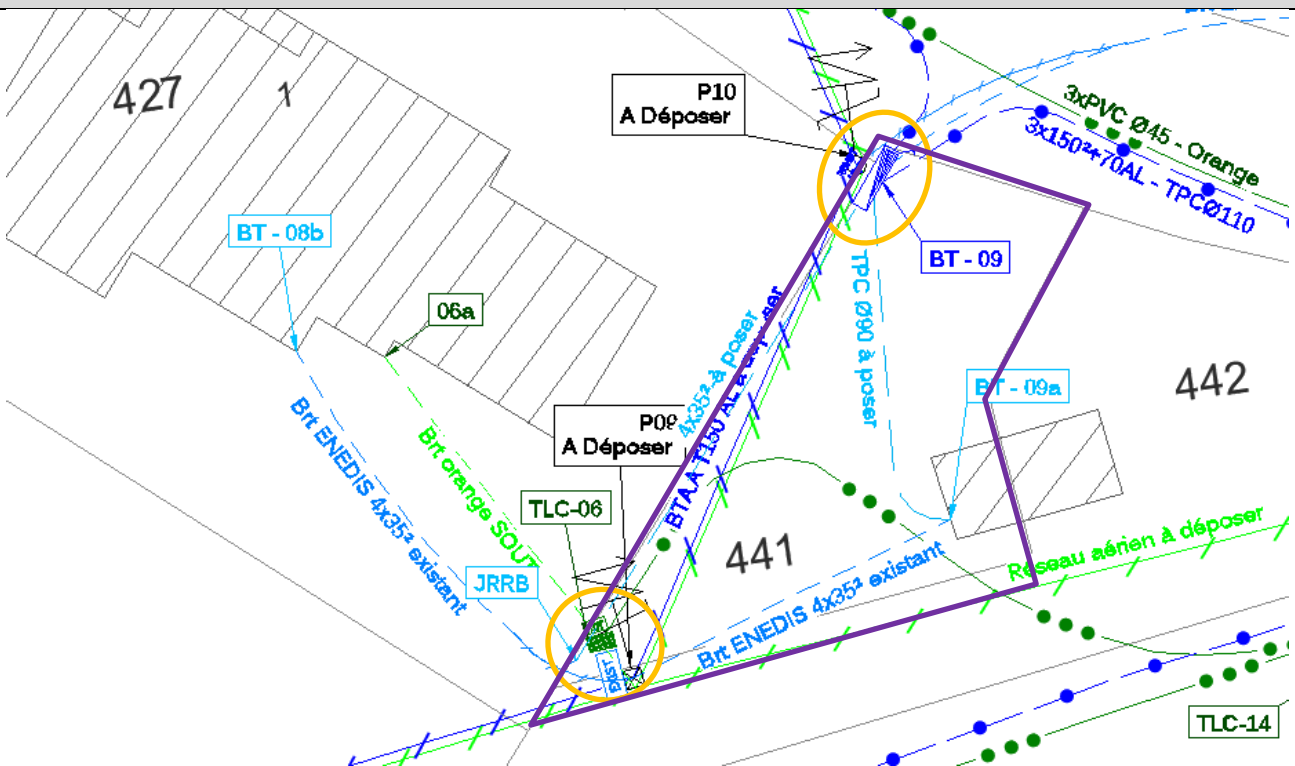 427
1
P10
A Déposer
3xPVC Ø45 - Orange
3x150²+70AL - TPCØ110
BT - 08b
BT - 09
06a
TPC Ø90 à poser
4x35² à poser
BTA.A T150 AL à déposer
BT - 09a
442
P09
A Déposer
Brt ENEDIS 4x35² existant
Brt orange SOUT
TLC-06
441
JRRB
Réseau aérien à déposer
Brt ENEDIS 4x35² existant
EXIST
TLC-14